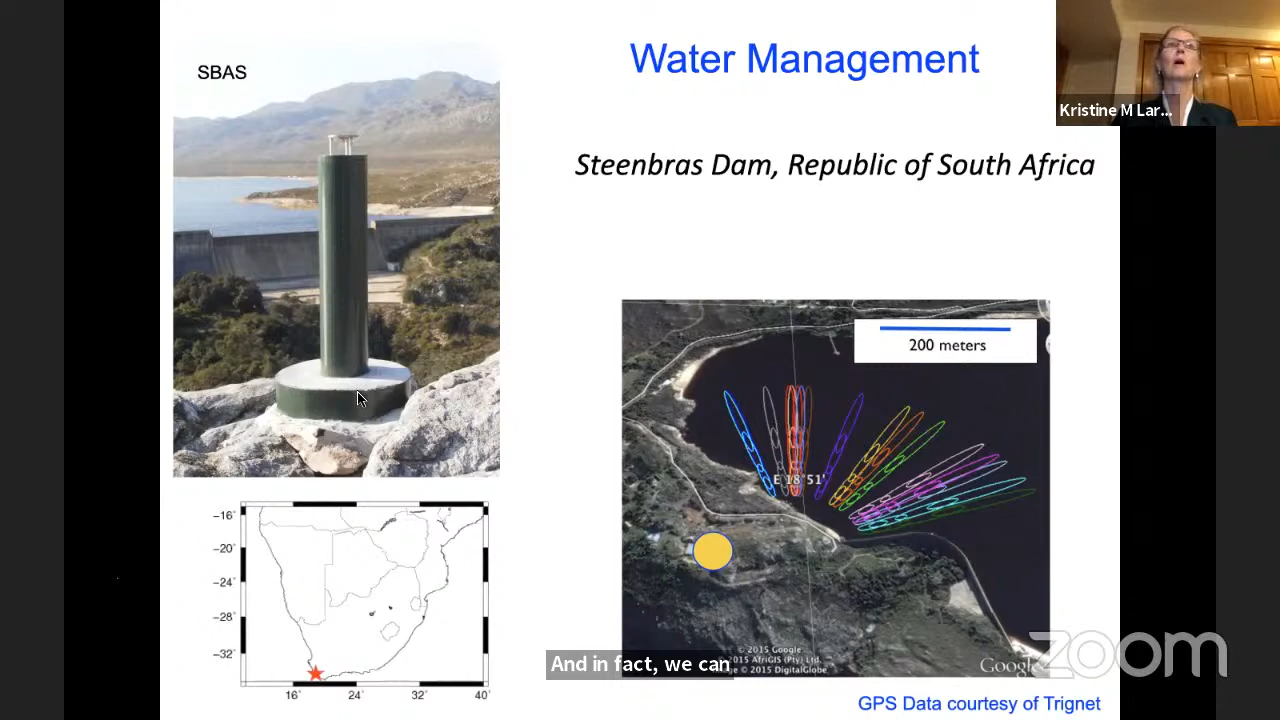 SBAS
Water Management
Kristine M Lar...
Steenbras Dam, Republic of South Africa
200 meters
E 18°51'
© 2015 Google
© 2015 AfriGIS (Pty) Ltd.
© 2015 DigitalGlobe
Google
zoom
And in fact, we can
GPS Data courtesy of Trignet
-16°
-20°
-24°
-28°
-32°
16° 24° 32° 40°